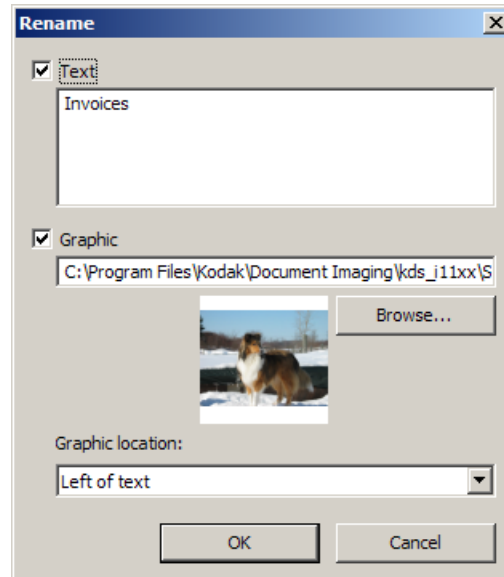 Rename
Text
Invoices
Graphic
C:\Program Files\Kodak\Document Imaging\kds_i11xx\S
Browse...
Graphic location:
Left of text
OK
Cancel